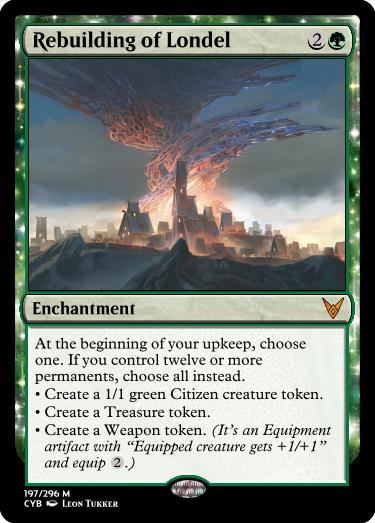 Rebuilding of Londel 2
Enchantment
At the beginning of your upkeep, choose
one. If you control twelve or more
permanents, choose all instead.
• Create a 1/1 green Citizen creature token.
• Create a Treasure token.
• Create a Weapon token. (It's an Equipment
artifact with “Equipped creature gets +1/+1”
and equip 2.)
197/296 M
CYB Leon Tukker